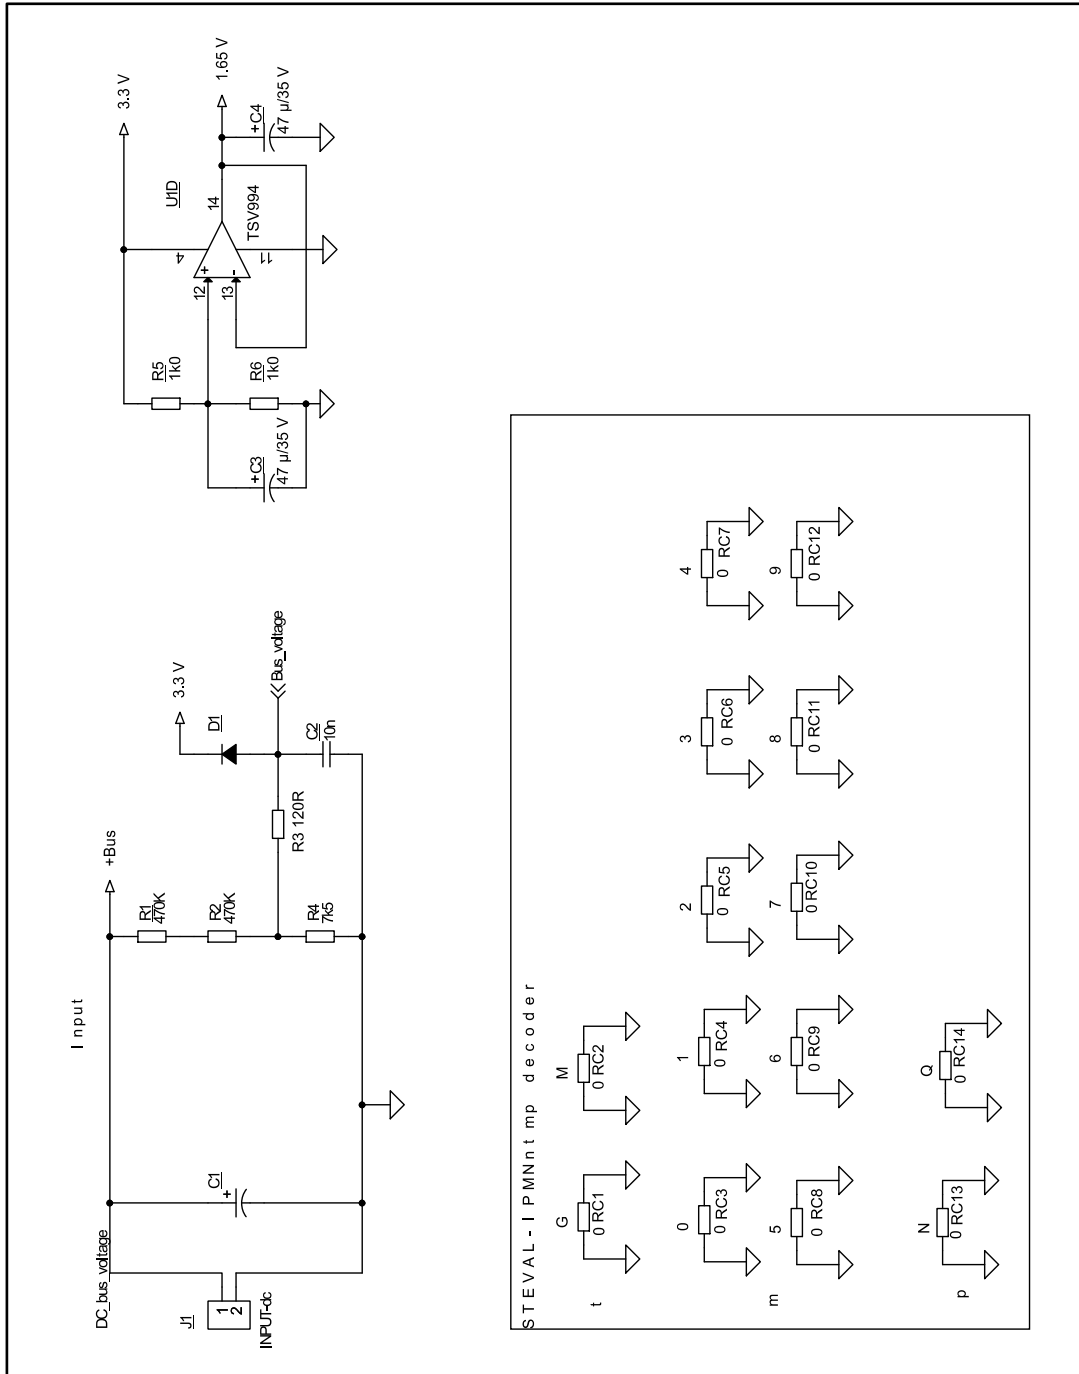 Input
J1
1
2
INPUT-dc
DC_bus_voltage
C1
+
+Bus
R1
470K
R2
470K
R4
7k5
R3 120R
D1
3.3 V
C2
10n
Bus_voltage
+C3
47 µ/35 V
R5
1k0
R6
1k0
3.3 V
U1D
4
12
+
13
-
11
14
TSV994
1.65 V
+C4
47 µ/35 V
STEVAL-IPMNntmp decoder
t
G
0 RC1
M
0 RC2
m
0
0 RC3
1
0 RC4
2
0 RC5
3
0 RC6
4
0 RC7
5
0 RC8
6
0 RC9
7
0 RC10
8
0 RC11
9
0 RC12
p
N
0 RC13
Q
0 RC14